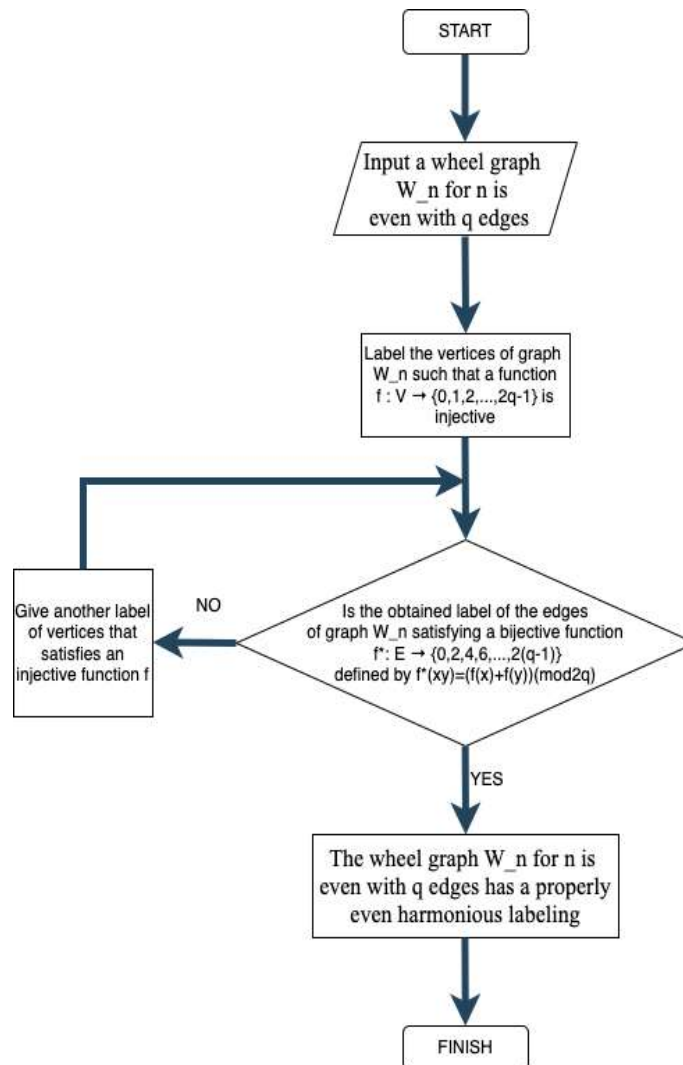 START
Input a wheel graph
W_n for n is
even with q edges
Label the vertices of graph
W_n such that a function
f : V → {0,1,2,...,2q-1} is
injective
Is the obtained label of the edges
of graph W_n satisfying a bijective function
f*: E → {0,2,4,6,...,2(q-1)}
defined by f*(xy)=(f(x)+f(y))(mod2q)
NO
Give another label
of vertices that
satisfies an
injective function f
YES
The wheel graph W_n for n is
even with q edges has a properly
even harmonious labeling
FINISH